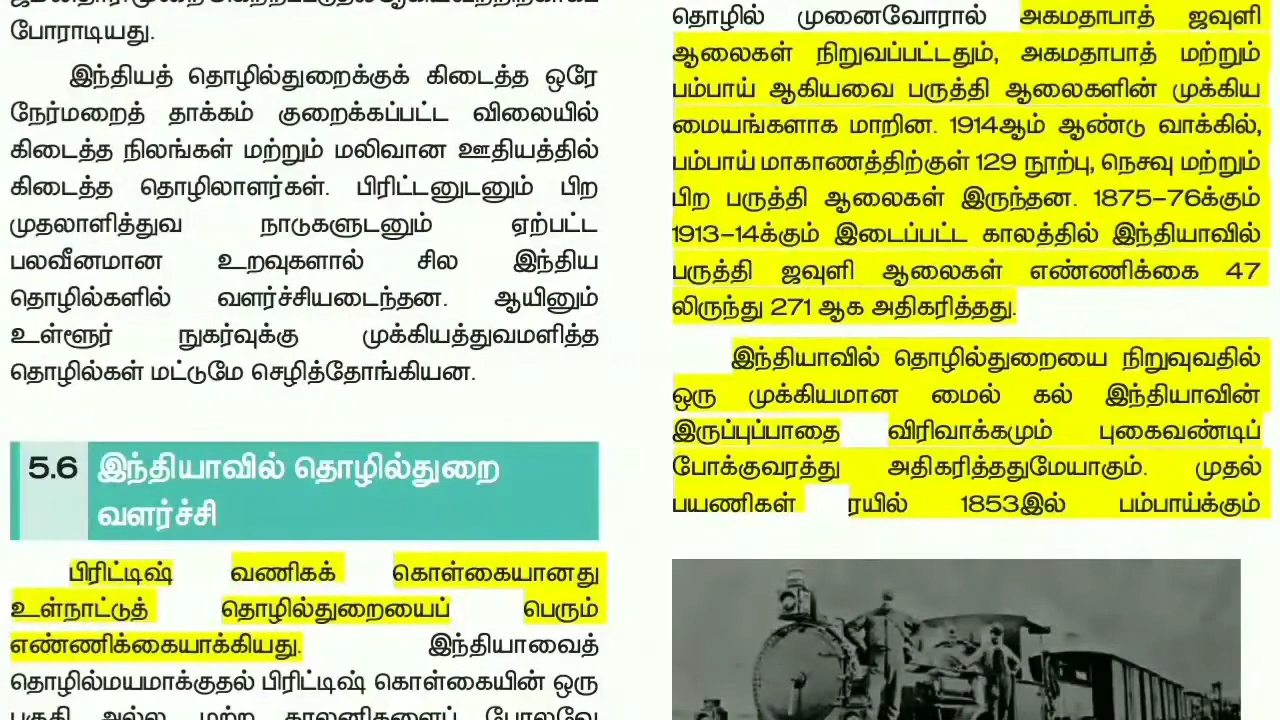 போராடியது.
இந்தியத் தொழில்துறைக்குக் கிடைத்த ஒரே
நேர்மறைத் தாக்கம் குறைக்கப்பட்ட விலையில்
கிடைத்த நிலங்கள் மற்றும் மலிவான ஊதியத்தில்
கிடைத்த தொழிலாளர்கள். பிரிட்டனுடனும் பிற
முதலாளித்துவ நாடுகளுடனும் ஏற்பட்ட
பலவீனமான உறவுகளால் சில இந்திய
தொழில்களில் வளர்ச்சியடைந்தன. ஆயினும்
உள்ளூர் நுகர்வுக்கு முக்கியத்துவமளித்த
தொழில்கள் மட்டுமே செழித்தோங்கியன.
5.6 இந்தியாவில் தொழில்துறை
வளர்ச்சி
பிரிட்டிஷ் வணிகக் கொள்கையானது
உள்நாட்டுத் தொழில்துறையைப் பெரும்
எண்ணிக்கையாக்கியது. இந்தியாவைத்
தொழில்மயமாக்குதல் பிரிட்டிஷ் கொள்கையின் ஒரு
பகுதி அல்ல. மற்ற காலனிகளைப் போலவே
தொழில் முனைவோரால் அகமதாபாத் ஜவுளி
ஆலைகள் நிறுவப்பட்டதும், அகமதாபாத் மற்றும்
பம்பாய் ஆகியவை பருத்தி ஆலைகளின் முக்கிய
மையங்களாக மாறின. 1914ஆம் ஆண்டு வாக்கில்,
பம்பாய் மாகாணத்திற்குள் 129 நூற்பு, நெசவு மற்றும்
பிற பருத்தி ஆலைகள் இருந்தன. 1875–76க்கும்
1913–14க்கும் இடைப்பட்ட காலத்தில் இந்தியாவில்
பருத்தி ஜவுளி ஆலைகள் எண்ணிக்கை 47
லிருந்து 271 ஆக அதிகரித்தது.
இந்தியாவில் தொழில்துறையை நிறுவுவதில்
ஒரு முக்கியமான மைல் கல் இந்தியாவின்
இருப்புப்பாதை விரிவாக்கமும் புகைவண்டிப்
போக்குவரத்து அதிகரித்ததுமேயாகும். முதல்
பயணிகள் ரயில் 1853இல் பம்பாய்க்கும்